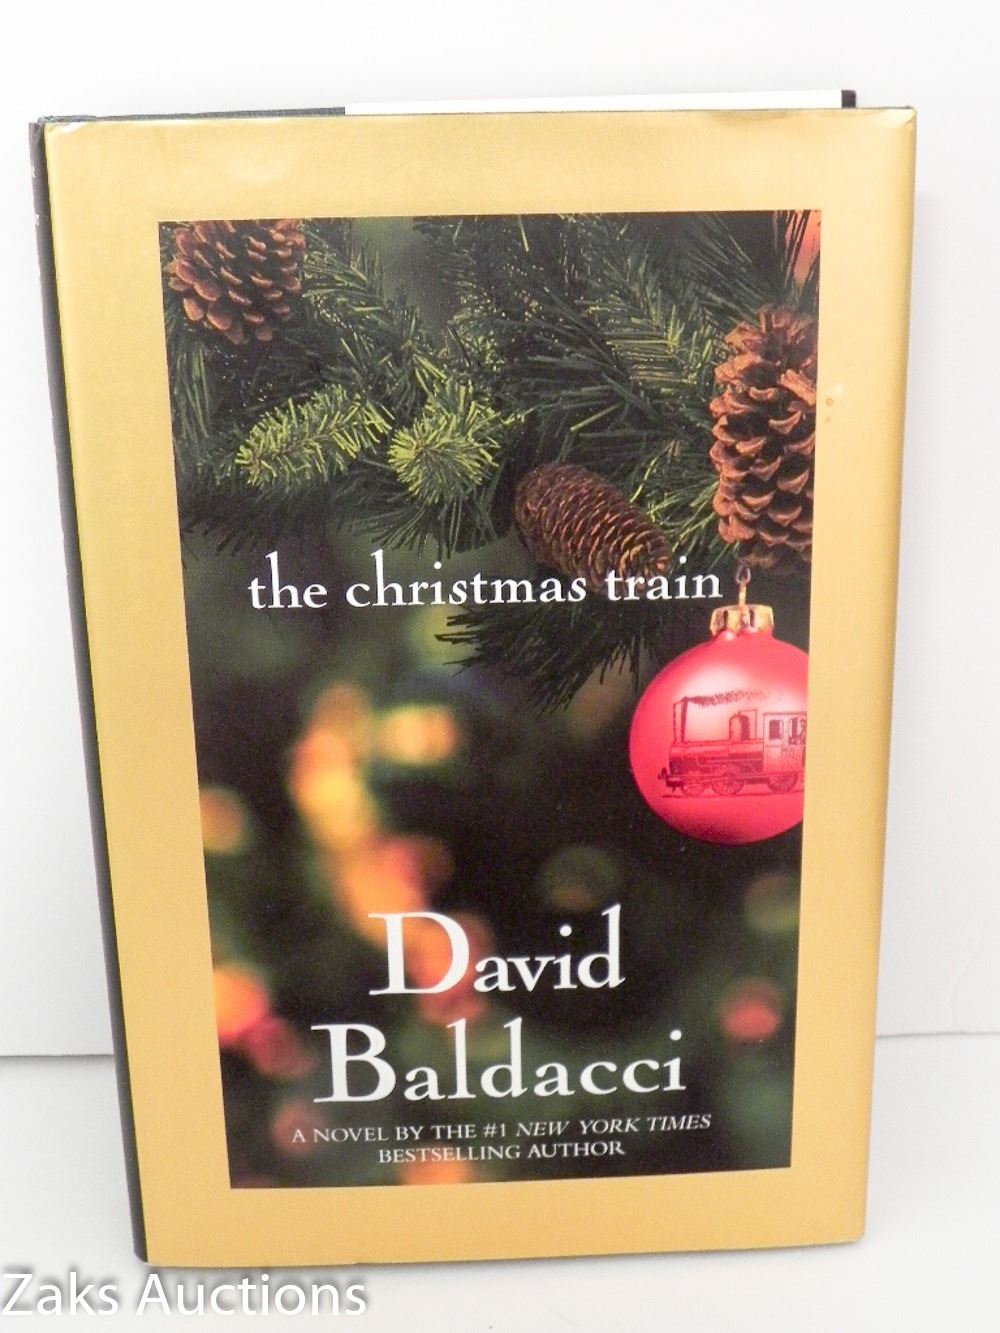 the christmas train
David
Baldacci
A NOVEL BY THE #1 NEW YORK TIMES
BESTSELLING AUTHOR
Zaks Auctions